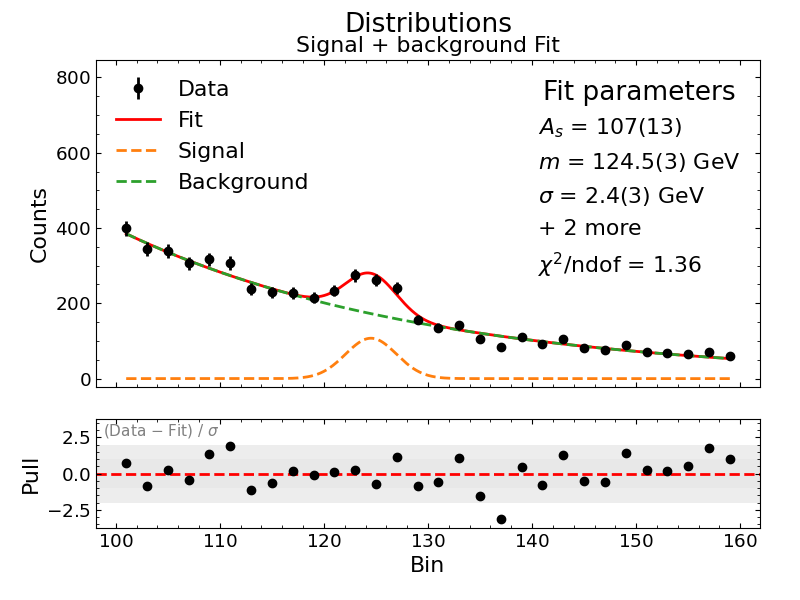 Distributions
Signal + background Fit
Counts
800
600
400
200
0
Data
Fit
Signal
Background
Fit parameters
A_s = 107(13)
m = 124.5(3) GeV
σ = 2.4(3) GeV
+ 2 more
χ²/ndof = 1.36
Pull
2.5
0.0
−2.5
(Data − Fit) / σ
100 110 120 130 140 150 160
Bin